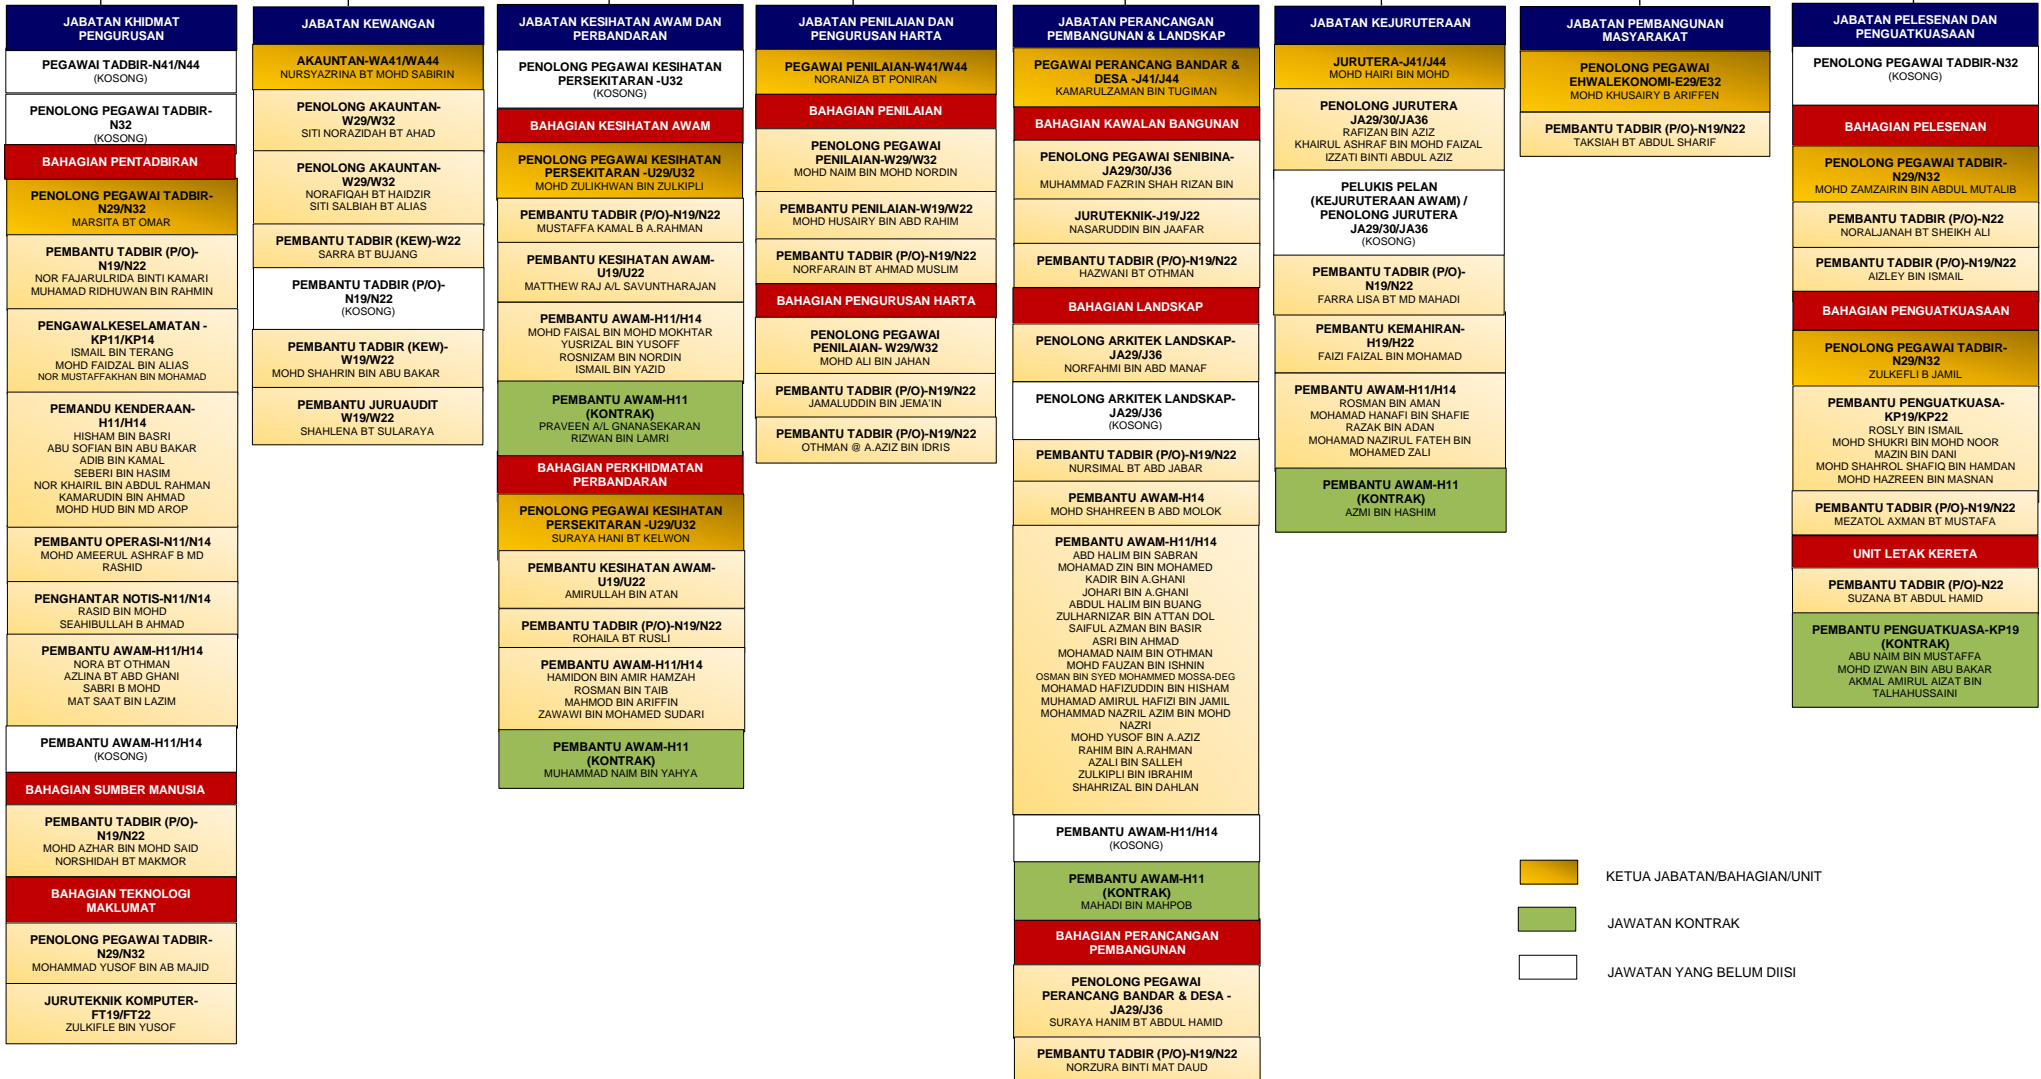 JABATAN KHIDMAT
PENGURUSAN
PEGAWAI TADBIR-N41/N44
(KOSONG)
PENOLONG PEGAWAI TADBIR-
N32
(KOSONG)
BAHAGIAN PENTADBIRAN
PENOLONG PEGAWAI TADBIR-
N29/N32
MARSITA BT OMAR
PEMBANTU TADBIR (P/O)-
N19/N22
NOR FAJARULRIDA BINTI KAMARI
MUHAMAD RIDHUWAN BIN RAHMIN
PENGAWALKESELAMATAN -
KP11/KP14
ISMAIL BIN TERANG
MOHD FAIDZAL BIN ALIAS
NOR MUSTAFFAKHAN BIN MOHAMAD
PEMANDU KENDERAAN-
H11/H14
HISHAM BIN BASRI
ABU SOFIAN BIN ABU BAKAR
ADIB BIN KAMAL
SEBERI BIN HASIM
NOR KHAIRIL BIN ABDUL RAHMAN
KAMARUDIN BIN AHMAD
MOHD HUD BIN MD AROP
PEMBANTU OPERASI-N11/N14
MOHD AMEERUL ASHRAF B MD
RASHID
PENGHANTAR NOTIS-N11/N14
RASID BIN MOHD
SEAHIBULLAH B AHMAD
PEMBANTU AWAM-H11/H14
NORA BT OTHMAN
AZLINA BT ABD GHANI
SABRI B MOHD
MAT SAAT BIN LAZIM
PEMBANTU AWAM-H11/H14
(KOSONG)
BAHAGIAN SUMBER MANUSIA
PEMBANTU TADBIR (P/O)-
N19/N22
MOHD AZHAR BIN MOHD SAID
NORSHIDAH BT MAKMOR
BAHAGIAN TEKNOLOGI
MAKLUMAT
PENOLONG PEGAWAI TADBIR-
N29/N32
MOHAMMAD YUSOF BIN AB MAJID
JURUTEKNIK KOMPUTER-
FT19/FT22
ZULKIFLE BIN YUSOF
JABATAN KEWANGAN
AKAUNTAN-WA41/WA44
NURSYAZRINA BT MOHD SABIRIN
PENOLONG AKAUNTAN-
W29/W32
SITI NORAZIDAH BT AHAD
PENOLONG AKAUNTAN-
W29/W32
NORAFIQAH BT HAIDZIR
SITI SALBIAH BT ALIAS
PEMBANTU TADBIR (KEW)-W22
SARRA BT BUJANG
PEMBANTU TADBIR (P/O)-
N19/N22
(KOSONG)
PEMBANTU TADBIR (KEW)-
W19/W22
MOHD SHAHRIN BIN ABU BAKAR
PEMBANTU JURUAUDIT
W19/W22
SHAHLENA BT SULARAYA
JABATAN KESIHATAN AWAM DAN
PERBANDARAN
PENOLONG PEGAWAI KESIHATAN
PERSEKITARAN -U32
(KOSONG)
BAHAGIAN KESIHATAN AWAM
PENOLONG PEGAWAI KESIHATAN
PERSEKITARAN -U29/U32
MOHD ZULIKHWAN BIN ZULKIPLI
PEMBANTU TADBIR (P/O)-N19/N22
MUSTAFFA KAMAL B A.RAHMAN
PEMBANTU KESIHATAN AWAM-
U19/U22
MATTHEW RAJ A/L SAVUNTHARAJAN
PEMBANTU AWAM-H11/H14
MOHD FAISAL BIN MOHD MOKHTAR
YUSRIZAL BIN YUSOFF
ROSNIZAM BIN NORDIN
ISMAIL BIN YAZID
PEMBANTU AWAM-H11
(KONTRAK)
PRAVEEN A/L GNANASEKARAN
RIZWAN BIN LAMRI
BAHAGIAN PERKHIDMATAN
PERBANDARAN
PENOLONG PEGAWAI KESIHATAN
PERSEKITARAN -U29/U32
SURAYA HANI BT KELWON
PEMBANTU KESIHATAN AWAM-
U19/U22
AMIRULLAH BIN ATAN
PEMBANTU TADBIR (P/O)-N19/N22
ROHAILA BT RUSLI
PEMBANTU AWAM-H11/H14
HAMIDON BIN AMIR HAMZAH
ROSMAN BIN TAIB
MAHMOD BIN ARIFFIN
ZAWAWI BIN MOHAMED SUDARI
PEMBANTU AWAM-H11
(KONTRAK)
MUHAMMAD NAIM BIN YAHYA
JABATAN PENILAIAN DAN
PENGURUSAN HARTA
PEGAWAI PENILAIAN-W41/W44
NORANIZA BT PONIRAN
BAHAGIAN PENILAIAN
PENOLONG PEGAWAI
PENILAIAN-W29/W32
MOHD NAIM BIN MOHD NORDIN
PEMBANTU PENILAIAN-W19/W22
MOHD HUSAIRY BIN ABD RAHIM
PEMBANTU TADBIR (P/O)-N19/N22
NORFARAIN BT AHMAD MUSLIM
BAHAGIAN PENGURUSAN HARTA
PENOLONG PEGAWAI
PENILAIAN- W29/W32
MOHD ALI BIN JAHAN
PEMBANTU TADBIR (P/O)-N19/N22
JAMALUDDIN BIN JEMA'IN
PEMBANTU TADBIR (P/O)-N19/N22
OTHMAN @ A.AZIZ BIN IDRIS
JABATAN PERANCANGAN
PEMBANGUNAN & LANDSKAP
PEGAWAI PERANCANG BANDAR &
DESA -J41/J44
KAMARULZAMAN BIN TUGIMAN
BAHAGIAN KAWALAN BANGUNAN
PENOLONG PEGAWAI SENIBINA-
JA29/30/J36
MUHAMMAD FAZRIN SHAH RIZAN BIN
JURUTEKNIK-J19/J22
NASARUDDIN BIN JAAFAR
PEMBANTU TADBIR (P/O)-N19/N22
HAZWANI BT OTHMAN
BAHAGIAN LANDSKAP
PENOLONG ARKITEK LANDSKAP-
JA29/J36
NORFAHMI BIN ABD MANAF
PENOLONG ARKITEK LANDSKAP-
JA29/J36
(KOSONG)
PEMBANTU TADBIR (P/O)-N19/N22
NURSIMAL BT ABD JABAR
PEMBANTU AWAM-H14
MOHD SHAHREEN B ABD MOLOK
PEMBANTU AWAM-H11/H14
ABD HALIM BIN SABRAN
MOHAMAD ZIN BIN MOHAMED
KADIR BIN A.GHANI
JOHARI BIN A.GHANI
ABDUL HALIM BIN BUANG
ZULHARNIZAR BIN ATTAN DOL
SAIFUL AZMAN BIN BASIR
ASRI BIN AHMAD
MOHAMAD NAIM BIN OTHMAN
MOHD FAUZAN BIN ISHNIN
OSMAN BIN SYED MOHAMMED MOSSA-DEG
MOHAMAD HAFIZUDDIN BIN HISHAM
MUHAMAD AMIRUL HAFIZI BIN JAMIL
MOHAMMAD NAZRIL AZIM BIN MOHD
NAZRI
MOHD YUSOF BIN A.AZIZ
RAHIM BIN A.RAHMAN
AZALI BIN SALLEH
ZULKIPLI BIN IBRAHIM
SHAHRIZAL BIN DAHLAN
PEMBANTU AWAM-H11/H14
(KOSONG)
PEMBANTU AWAM-H11
(KONTRAK)
MAHADI BIN MAHPOB
BAHAGIAN PERANCANGAN
PEMBANGUNAN
PENOLONG PEGAWAI
PERANCANG BANDAR & DESA -
JA29/J36
SURAYA HANIM BT ABDUL HAMID
PEMBANTU TADBIR (P/O)-N19/N22
NORZURA BINTI MAT DAUD
JABATAN KEJURUTERAAN
JURUTERA-J41/J44
MOHD HAIRI BIN MOHD
PENOLONG JURUTERA
JA29/30/JA36
RAFIZAN BIN AZIZ
KHAIRUL ASHRAF BIN MOHD FAIZAL
IZZATI BINTI ABDUL AZIZ
PELUKIS PELAN
(KEJURUTERAAN AWAM) /
PENOLONG JURUTERA
JA29/30/JA36
(KOSONG)
PEMBANTU TADBIR (P/O)-
N19/N22
FARRA LISA BT MD MAHADI
PEMBANTU KEMAHIRAN-
H19/H22
FAIZI FAIZAL BIN MOHAMAD
PEMBANTU AWAM-H11/H14
ROSMAN BIN AMAN
MOHAMAD HANAFI BIN SHAFIE
RAZAK BIN ADAN
MOHAMAD NAZIRUL FATEH BIN
MOHAMED ZALI
PEMBANTU AWAM-H11
(KONTRAK)
AZMI BIN HASHIM
JABATAN PEMBANGUNAN
MASYARAKAT
PENOLONG PEGAWAI
EHWALEKONOMI-E29/E32
MOHD KHUSAIRY B ARIFFEN
PEMBANTU TADBIR (P/O)-N19/N22
TAKSIAH BT ABDUL SHARIF
JABATAN PELESENAN DAN
PENGUATKUASAAN
PENOLONG PEGAWAI TADBIR-N32
(KOSONG)
BAHAGIAN PELESENAN
PENOLONG PEGAWAI TADBIR-
N29/N32
MOHD ZAMZAIRIN BIN ABDUL MUTALIB
PEMBANTU TADBIR (P/O)-N22
NORALJANAH BT SHEIKH ALI
PEMBANTU TADBIR (P/O)-N19/N22
AIZLEY BIN ISMAIL
BAHAGIAN PENGUATKUASAAN
PENOLONG PEGAWAI TADBIR-
N29/N32
ZULKEFLI B JAMIL
PEMBANTU PENGUATKUASA-
KP19/KP22
ROSLY BIN ISMAIL
MOHD SHUKRI BIN MOHD NOOR
MAZIN BIN DANI
MOHD SHAHROL SHAFIQ BIN HAMDAN
MOHD HAZREEN BIN MASNAN
PEMBANTU TADBIR (P/O)-N19/N22
MEZATOL AXMAN BT MUSTAFA
UNIT LETAK KERETA
PEMBANTU TADBIR (P/O)-N22
SUZANA BT ABDUL HAMID
PEMBANTU PENGUATKUASA-KP19
(KONTRAK)
ABU NAIM BIN MUSTAFFA
MOHD IZWAN BIN ABU BAKAR
AKMAL AMIRUL AIZAT BIN
TALHAHUSSAINI
KETUA JABATAN/BAHAGIAN/UNIT
JAWATAN KONTRAK
JAWATAN YANG BELUM DIISI